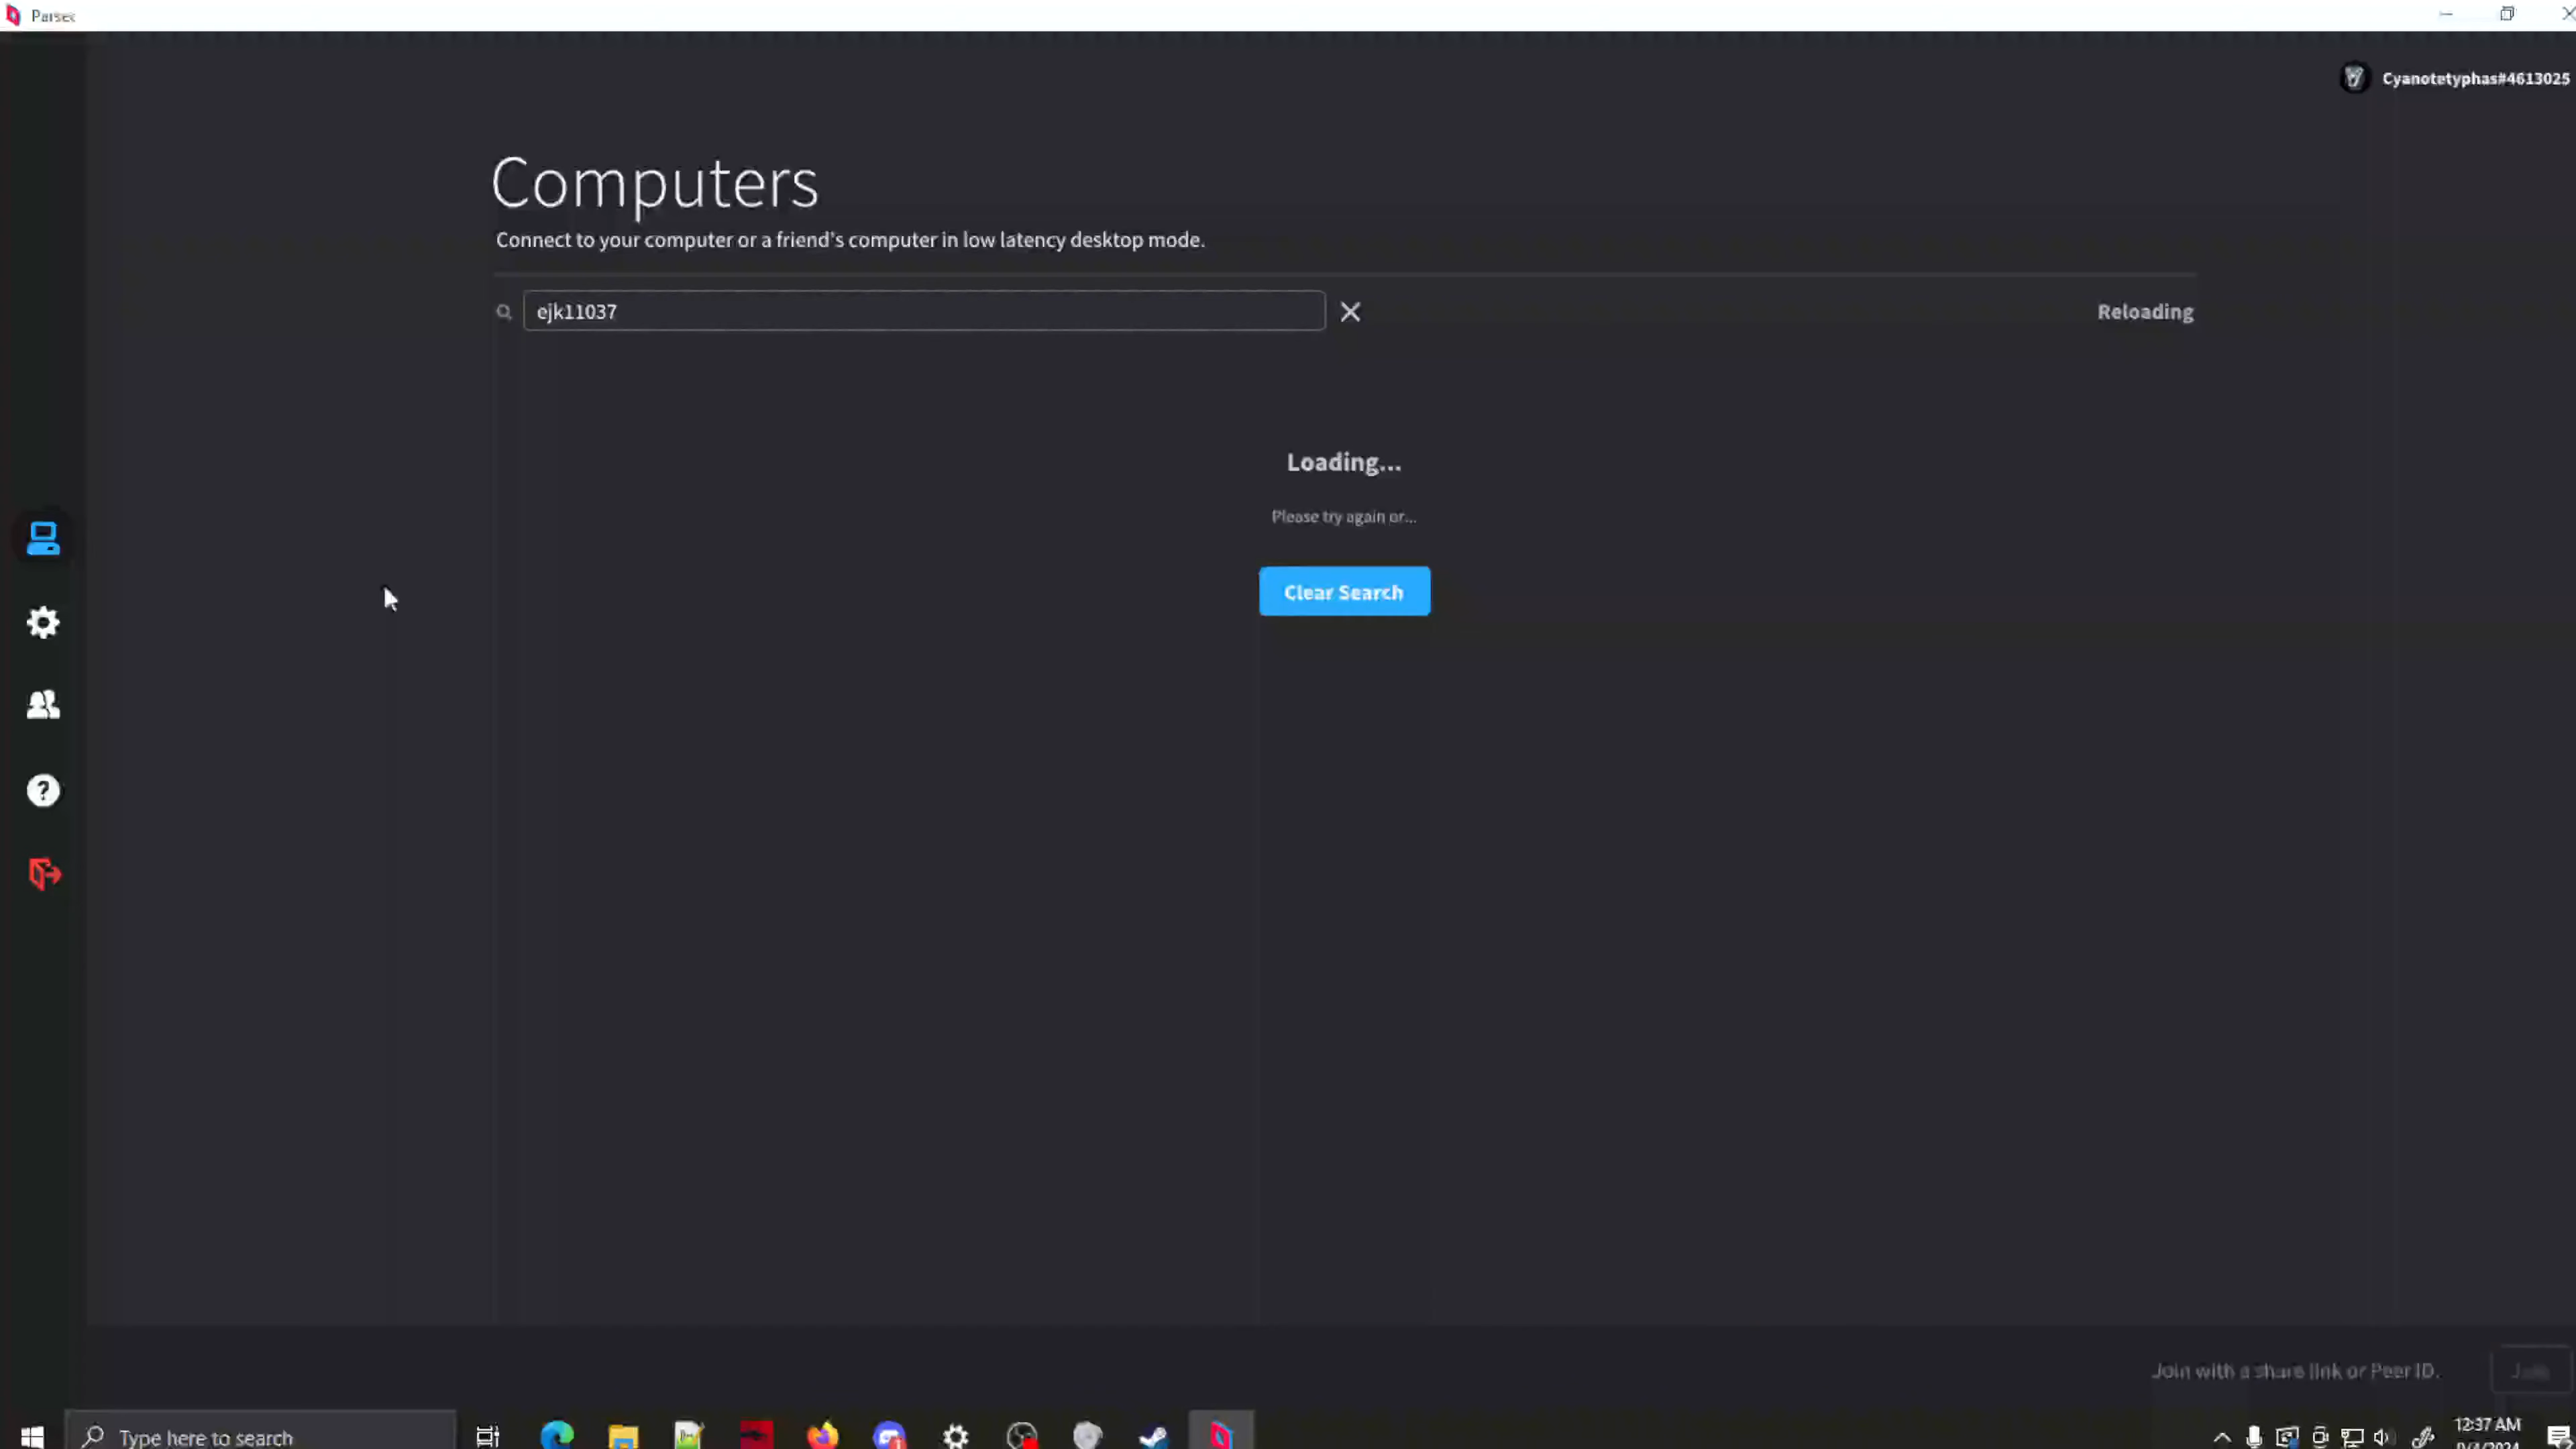 Parsec
Cyanotetyphas#4613025
Computers
Connect to your computer or a friend's computer in low latency desktop mode.
ejk11037
Reloading
Loading...
Please try again or...
Clear Search
Join with a share link or Peer ID.
Type here to search
12:37 AM